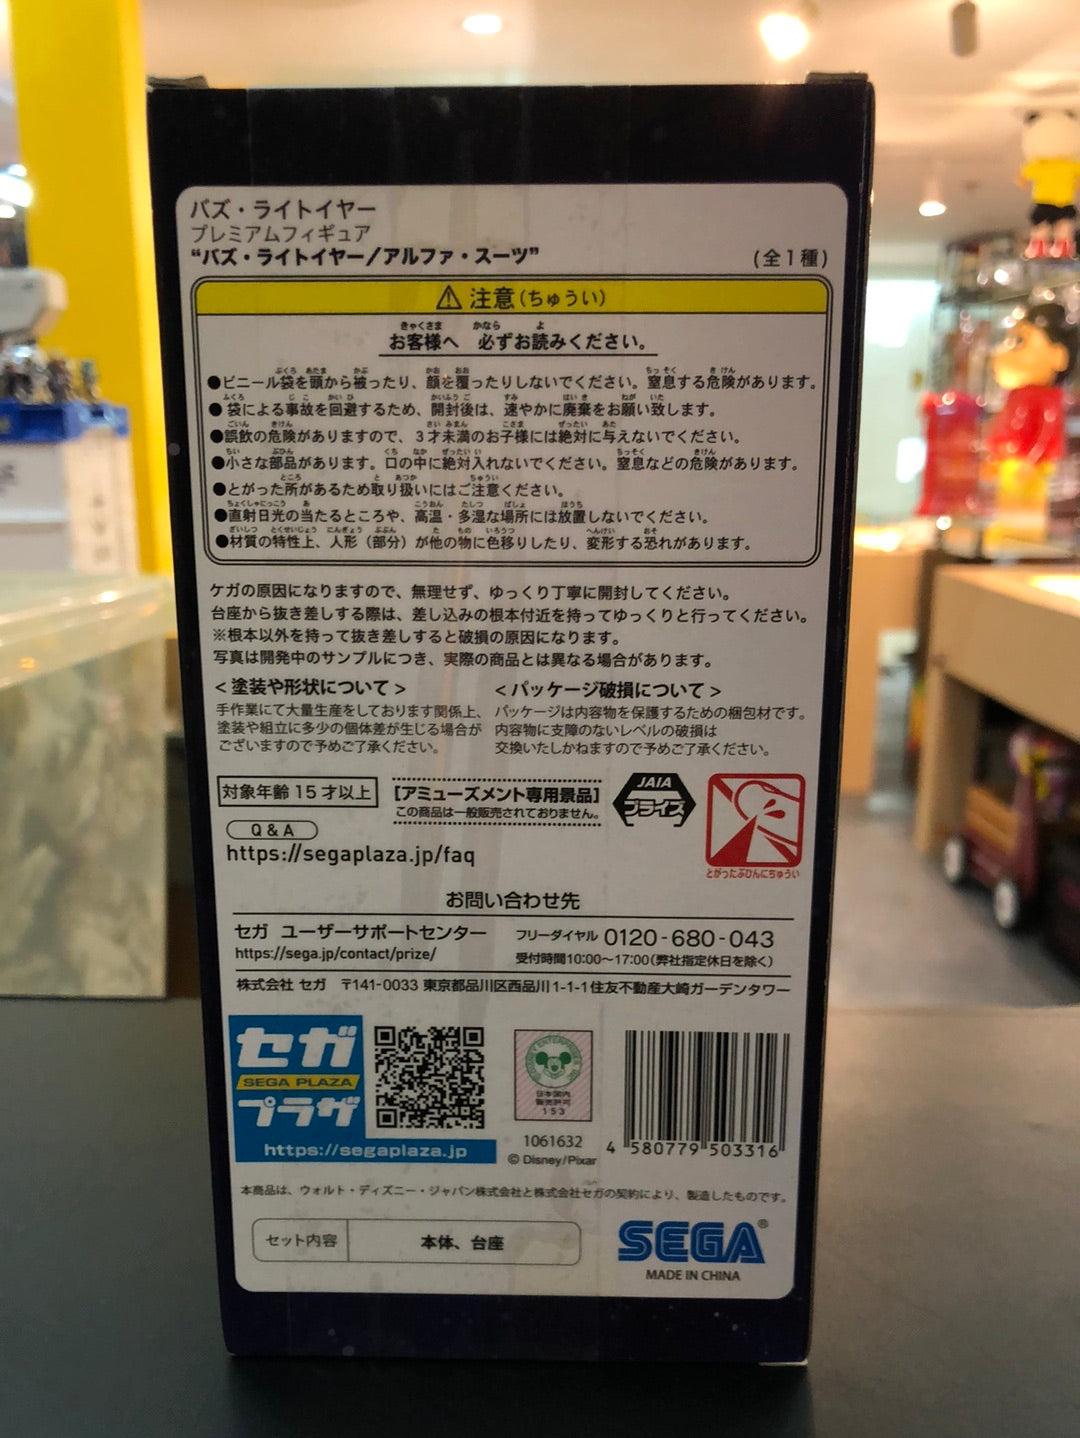 バズ・ライトイヤー
プレミアムフィギュア
“バズ・ライトイヤー/アルファ・スーツ”
(全1種)
注意(ちゅうい)
お客様へ 必ずお読みください。
●ビニール袋を頭から被ったり、顔を覆ったりしないでください。窒息する危険があります。
●袋による事故を回避するため、開封後は、速やかに廃棄をお願い致します。
●誤飲の危険がありますので、3才未満のお子様には絶対に与えないでください。
●小さな部品があります。口の中に絶対入れないでください。窒息などの危険があります。
●とがった所があるため取り扱いにはご注意ください。
●直射日光の当たるところや、高温・多湿な場所には放置しないでください。
●材質の特性上、人形(部分)が他の物に色移りしたり、変形する恐れがあります。
ケガの原因になりますので、無理せず、ゆっくり丁寧に開封してください。
台座から抜き差しする際は、差し込みの根本付近を持ってゆっくりと行ってください。
※根本以外を持って抜き差しすると破損の原因になります。
写真は開発中のサンプルにつき、実際の商品とは異なる場合があります。
<塗装や形状について>
手作業にて大量生産をしております関係上、
塗装や組立に多少の個体差が生じる場合が
ございますので予めご了承ください。
<パッケージ破損について>
パッケージは内容物を保護するための梱包材です。
内容物に支障のないレベルの破損は
交換いたしかねますので予めご了承ください。
対象年齢15才以上
[アミューズメント専用景品]
この商品は一般販売されておりません。
JAIA
プライズ
とがったぶひんにちゅうい
Q&A
https://segaplaza.jp/faq
お問い合わせ先
セガ ユーザーサポートセンター
https://sega.jp/contact/prize/
フリーダイヤル 0120-680-043
受付時間10:00〜17:00(弊社指定休日を除く)
株式会社 セガ 〒141-0033 東京都品川区西品川1-1-1住友不動産大崎ガーデンタワー
セガ
SEGA PLAZA
プラザ
https://segaplaza.jp
日本国内
販売許可
153
1061632
© Disney/Pixar
4 580779 503316
本商品は、ウォルト・ディズニー・ジャパン株式会社と株式会社セガの契約により、製造したものです。
セット内容
本体、台座
SEGA®
MADE IN CHINA